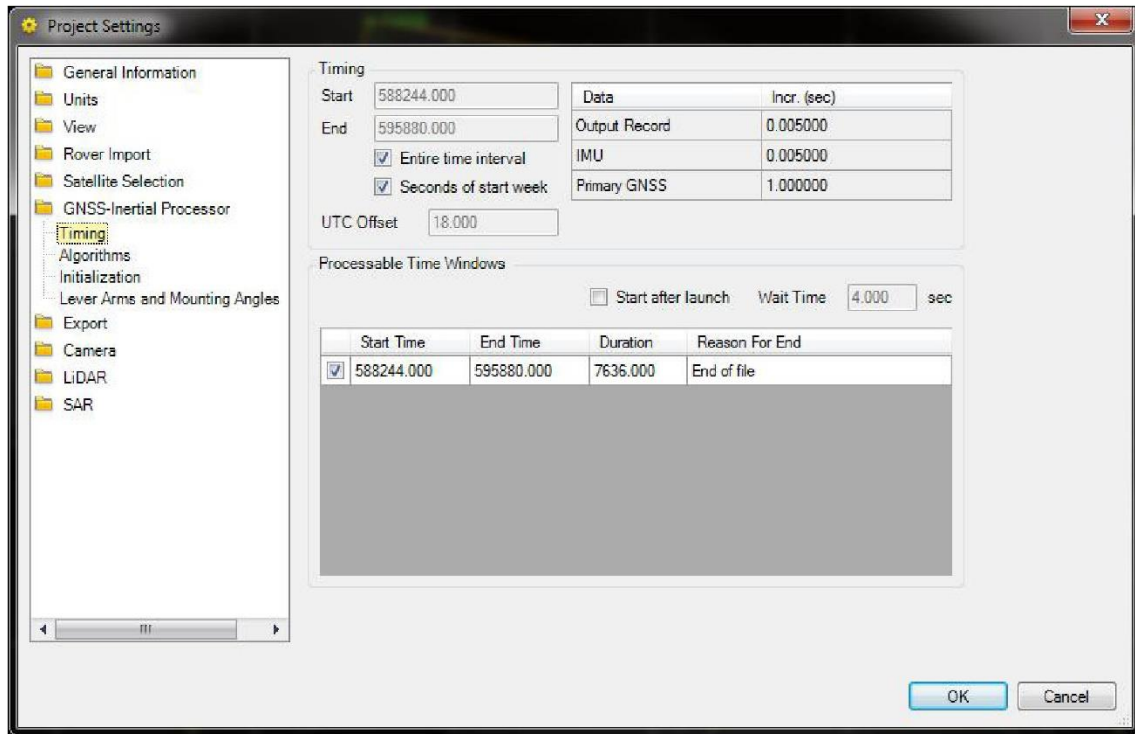 Project Settings
x
General Information
Units
View
Rover Import
Satellite Selection
GNSS-Inertial Processor
Timing
Algorithms
Initialization
Lever Arms and Mounting Angles
Export
Camera
LiDAR
SAR
Timing
Start 588244.000
End 595880.000
Entire time interval
Seconds of start week
UTC Offset 18.000
Data Incr. (sec)
Output Record 0.005000
IMU 0.005000
Primary GNSS 1.000000
Processable Time Windows
Start after launch Wait Time 4.000 sec
Start Time End Time Duration Reason For End
588244.000 595880.000 7636.000 End of file
OK Cancel